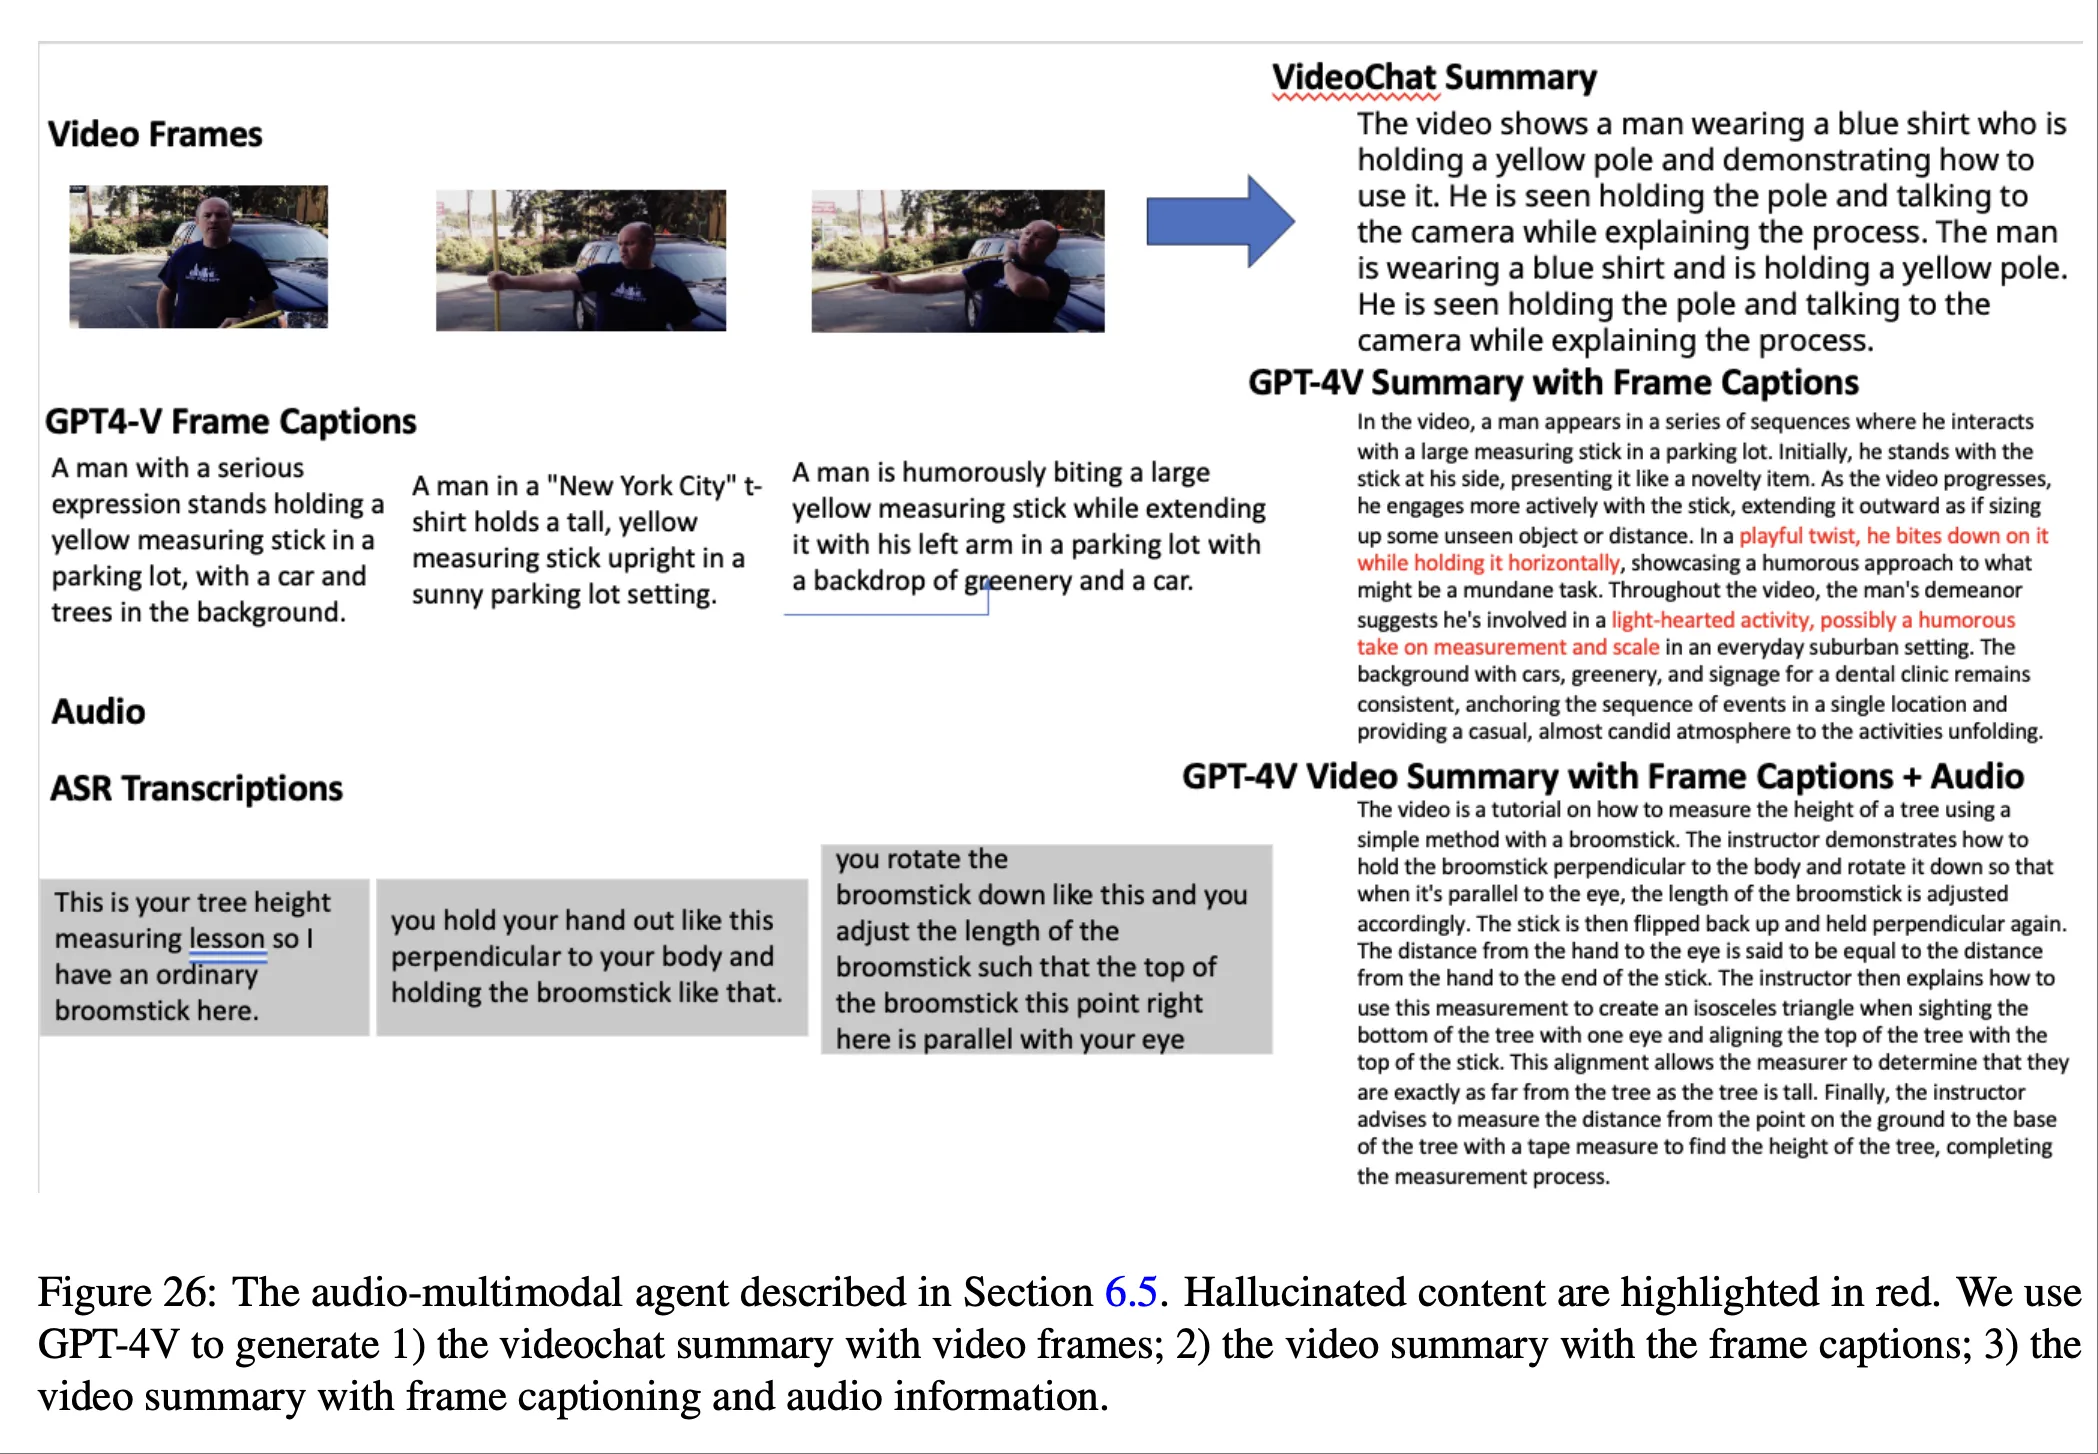 Video Frames
GPT4-V Frame Captions
A man with a serious
expression stands holding a
yellow measuring stick in a
parking lot, with a car and
trees in the background.
A man in a "New York City" t-
shirt holds a tall, yellow
measuring stick upright in a
sunny parking lot setting.
A man is humorously biting a large
yellow measuring stick while extending
it with his left arm in a parking lot with
a backdrop of greenery and a car.
Audio
ASR Transcriptions
This is your tree height
measuring lesson so I
have an ordinary
broomstick here.
you hold your hand out like this
perpendicular to your body and
holding the broomstick like that.
you rotate the
broomstick down like this and you
adjust the length of the
broomstick such that the top of
the broomstick this point right
here is parallel with your eye
VideoChat Summary
The video shows a man wearing a blue shirt who is
holding a yellow pole and demonstrating how to
use it. He is seen holding the pole and talking to
the camera while explaining the process. The man
is wearing a blue shirt and is holding a yellow pole.
He is seen holding the pole and talking to the
camera while explaining the process.
GPT-4V Summary with Frame Captions
In the video, a man appears in a series of sequences where he interacts
with a large measuring stick in a parking lot. Initially, he stands with the
stick at his side, presenting it like a novelty item. As the video progresses,
he engages more actively with the stick, extending it outward as if sizing
up some unseen object or distance. In a playful twist, he bites down on it
while holding it horizontally, showcasing a humorous approach to what
might be a mundane task. Throughout the video, the man's demeanor
suggests he's involved in a light-hearted activity, possibly a humorous
take on measurement and scale in an everyday suburban setting. The
background with cars, greenery, and signage for a dental clinic remains
consistent, anchoring the sequence of events in a single location and
providing a casual, almost candid atmosphere to the activities unfolding.
GPT-4V Video Summary with Frame Captions + Audio
The video is a tutorial on how to measure the height of a tree using a
simple method with a broomstick. The instructor demonstrates how to
hold the broomstick perpendicular to the body and rotate it down so that
when it's parallel to the eye, the length of the broomstick is adjusted
accordingly. The stick is then flipped back up and held perpendicular again.
The distance from the hand to the eye is said to be equal to the distance
from the hand to the end of the stick. The instructor then explains how to
use this measurement to create an isosceles triangle when sighting the
bottom of the tree with one eye and aligning the top of the tree with the
top of the stick. This alignment allows the measurer to determine that they
are exactly as far from the tree as the tree is tall. Finally, the instructor
advises to measure the distance from the point on the ground to the base
of the tree with a tape measure to find the height of the tree, completing
the measurement process.
Figure 26: The audio-multimodal agent described in Section 6.5. Hallucinated content are highlighted in red. We use
GPT-4V to generate 1) the videochat summary with video frames; 2) the video summary with the frame captions; 3) the
video summary with frame captioning and audio information.